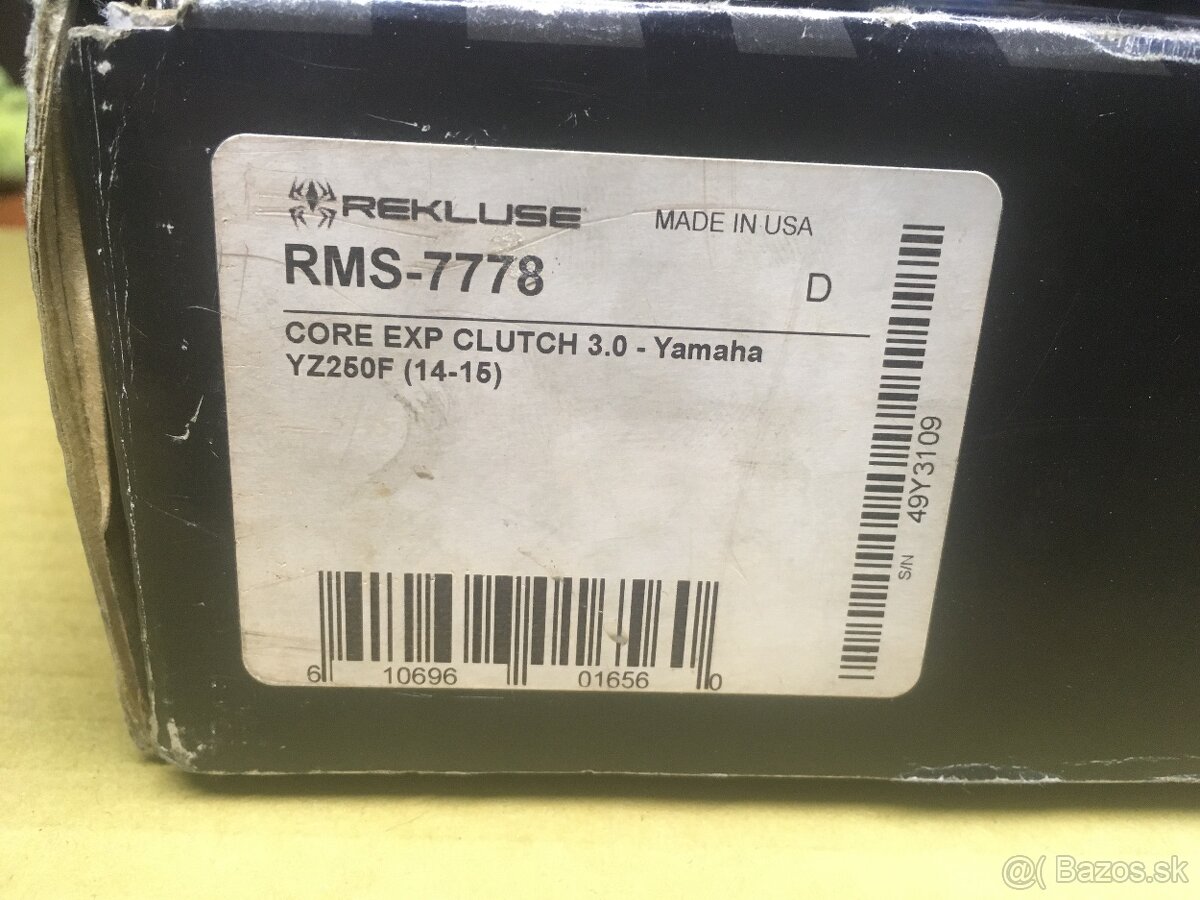 REKLUSE
MADE IN USA
RMS-7778
D
CORE EXP CLUTCH 3.0 - Yamaha
YZ250F (14-15)
S/N 49Y3109
6 10696 01656 0
@( Bazos.sk